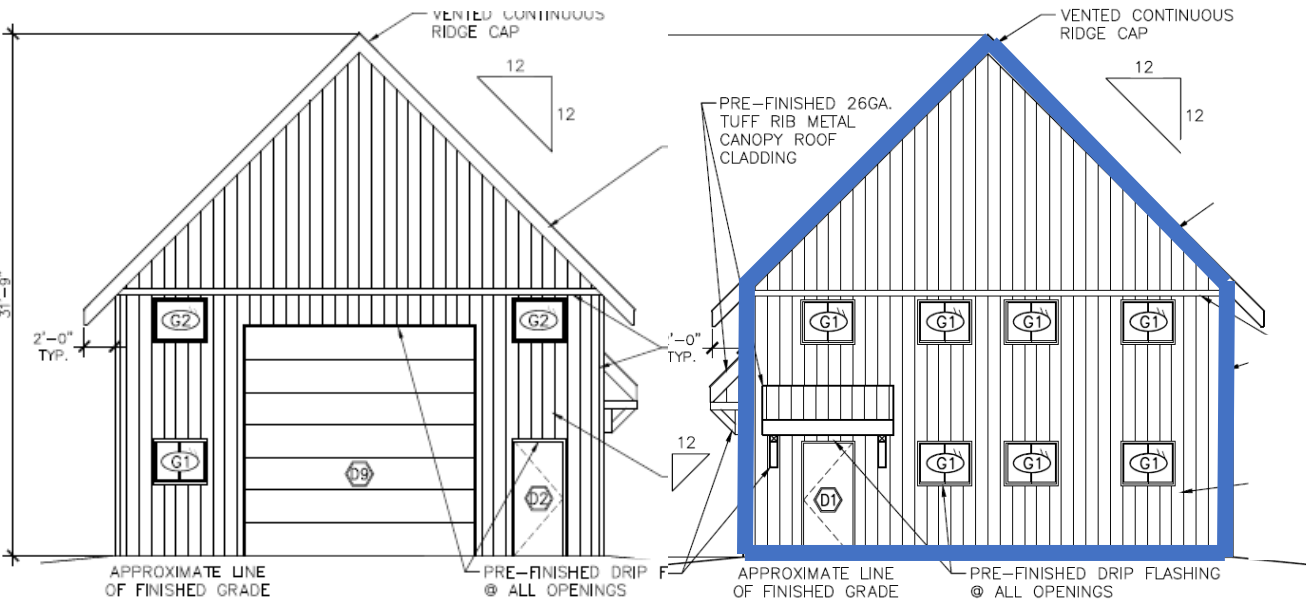 VENTED CONTINUOUS
RIDGE CAP
12
12
31'-9"
2'-0"
TYP.
G2
G2
G1
D9
D2
12
APPROXIMATE LINE
OF FINISHED GRADE
PRE-FINISHED DRIP F
@ ALL OPENINGS
VENTED CONTINUOUS
RIDGE CAP
12
12
PRE-FINISHED 26GA.
TUFF RIB METAL
CANOPY ROOF
CLADDING
'-0"
TYP.
G1
G1
G1
G1
G1
G1
G1
D1
APPROXIMATE LINE
OF FINISHED GRADE
PRE-FINISHED DRIP FLASHING
@ ALL OPENINGS